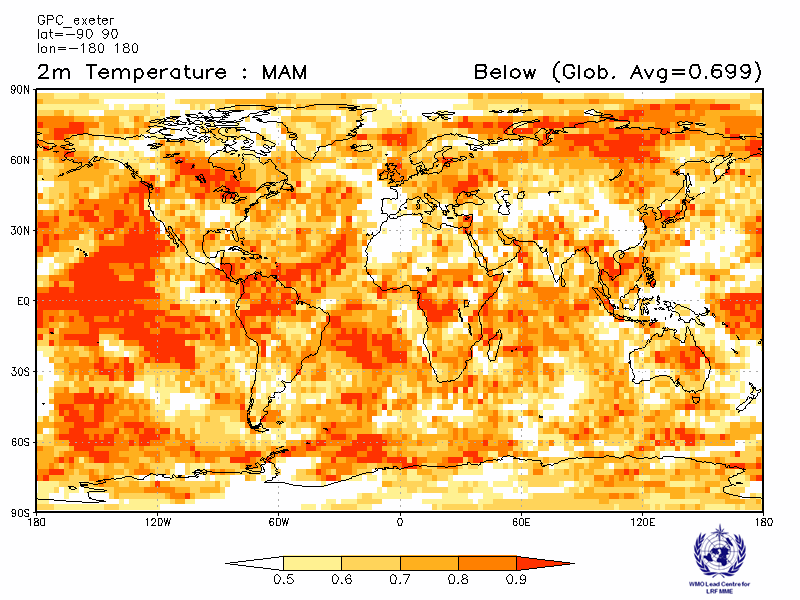 GPC_exeter
lat=-90 90
lon=-180 180
2m Temperature : MAM
Below (Glob. Avg=0.699)
90N
60N
30N
EQ
30S
60S
90S
180 120W 60W 0 60E 120E 180
0.5 0.6 0.7 0.8 0.9
WMO Lead Centre for
LRF MME